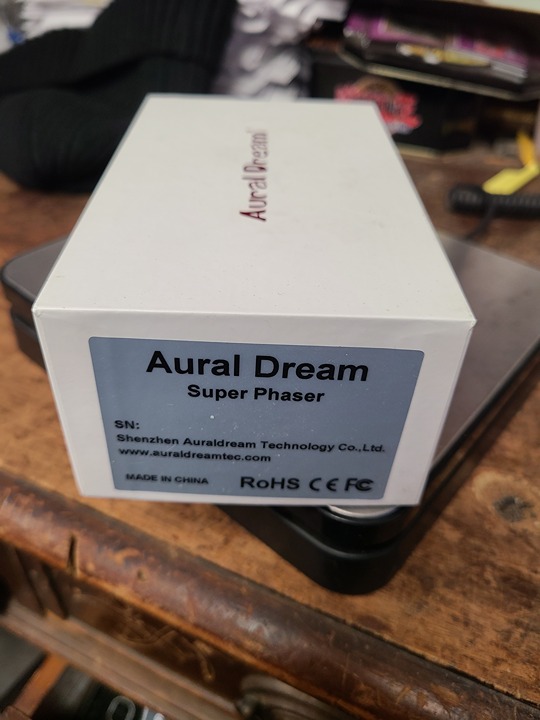 Aural Dream
Aural Dream
Super Phaser
SN:
Shenzhen Auraldream Technology Co.,Ltd.
www.auraldreamtec.com
MADE IN CHINA
RoHS CE FC